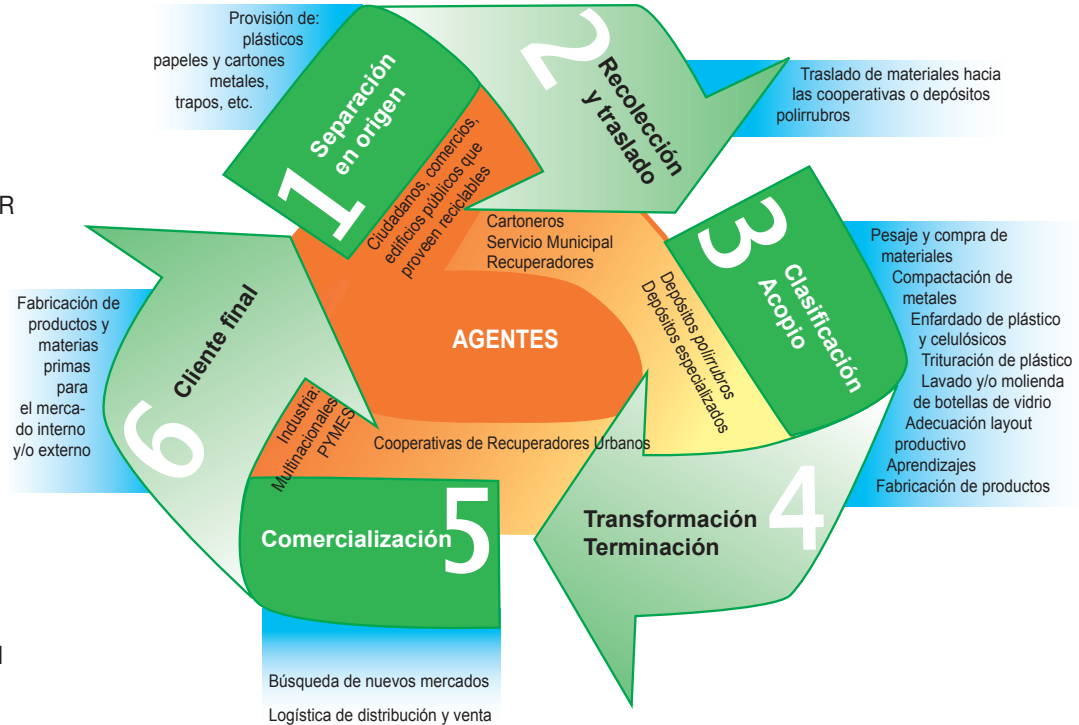 Provisión de:
plásticos
papeles y cartones
metales,
trapos, etc.
1
Separación
en origen
Ciudadanos, comercios,
edificios públicos que
proveen reciclables
2
Recolección
y traslado
Traslado de materiales hacia
las cooperativas o depósitos
polirrubros
Cartoneros
Servicio Municipal
Recuperadores
R
3
Clasificación
Acopio
Depósitos polirrubros
Depósitos especializados
Pesaje y compra de
materiales
Compactación de
metales
Enfardado de plástico
y celulósicos
Trituración de plástico
Lavado y/o molienda
de botellas de vidrio
Adecuación layout
productivo
Aprendizajes
Fabricación de productos
AGENTES
4
Transformación
Terminación
Cooperativas de Recuperadores Urbanos
5
Comercialización
Búsqueda de nuevos mercados
Logística de distribución y venta
Industria:
Multinacionales
PYMES
6
Cliente final
Fabricación de
productos y
materias
primas
para
el merca-
do interno
y/o externo